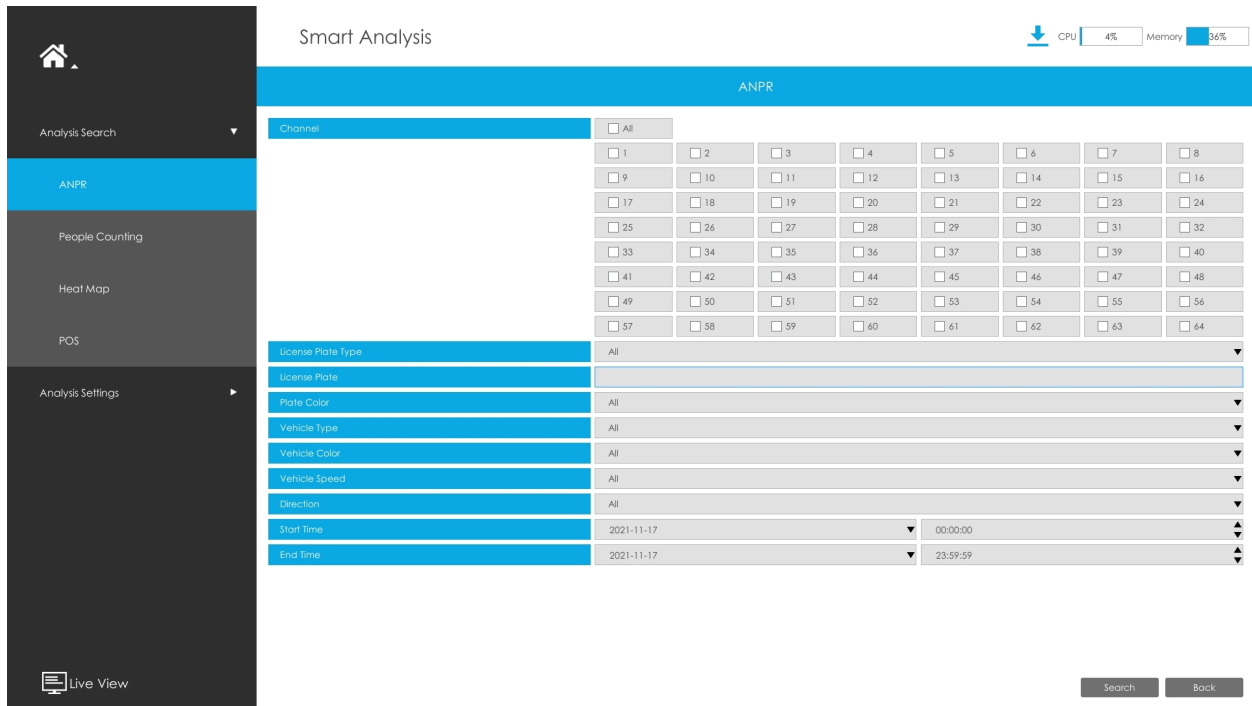 Smart Analysis
CPU 4% Memory 36%
ANPR
Analysis Search
ANPR
People Counting
Heat Map
POS
Analysis Settings
Live View
Channel All
1 2 3 4 5 6 7 8
9 10 11 12 13 14 15 16
17 18 19 20 21 22 23 24
25 26 27 28 29 30 31 32
33 34 35 36 37 38 39 40
41 42 43 44 45 46 47 48
49 50 51 52 53 54 55 56
57 58 59 60 61 62 63 64
License Plate Type All
License Plate
Plate Color All
Vehicle Type All
Vehicle Color All
Vehicle Speed All
Direction All
Start Time 2021-11-17 00:00:00
End Time 2021-11-17 23:59:59
Search Back